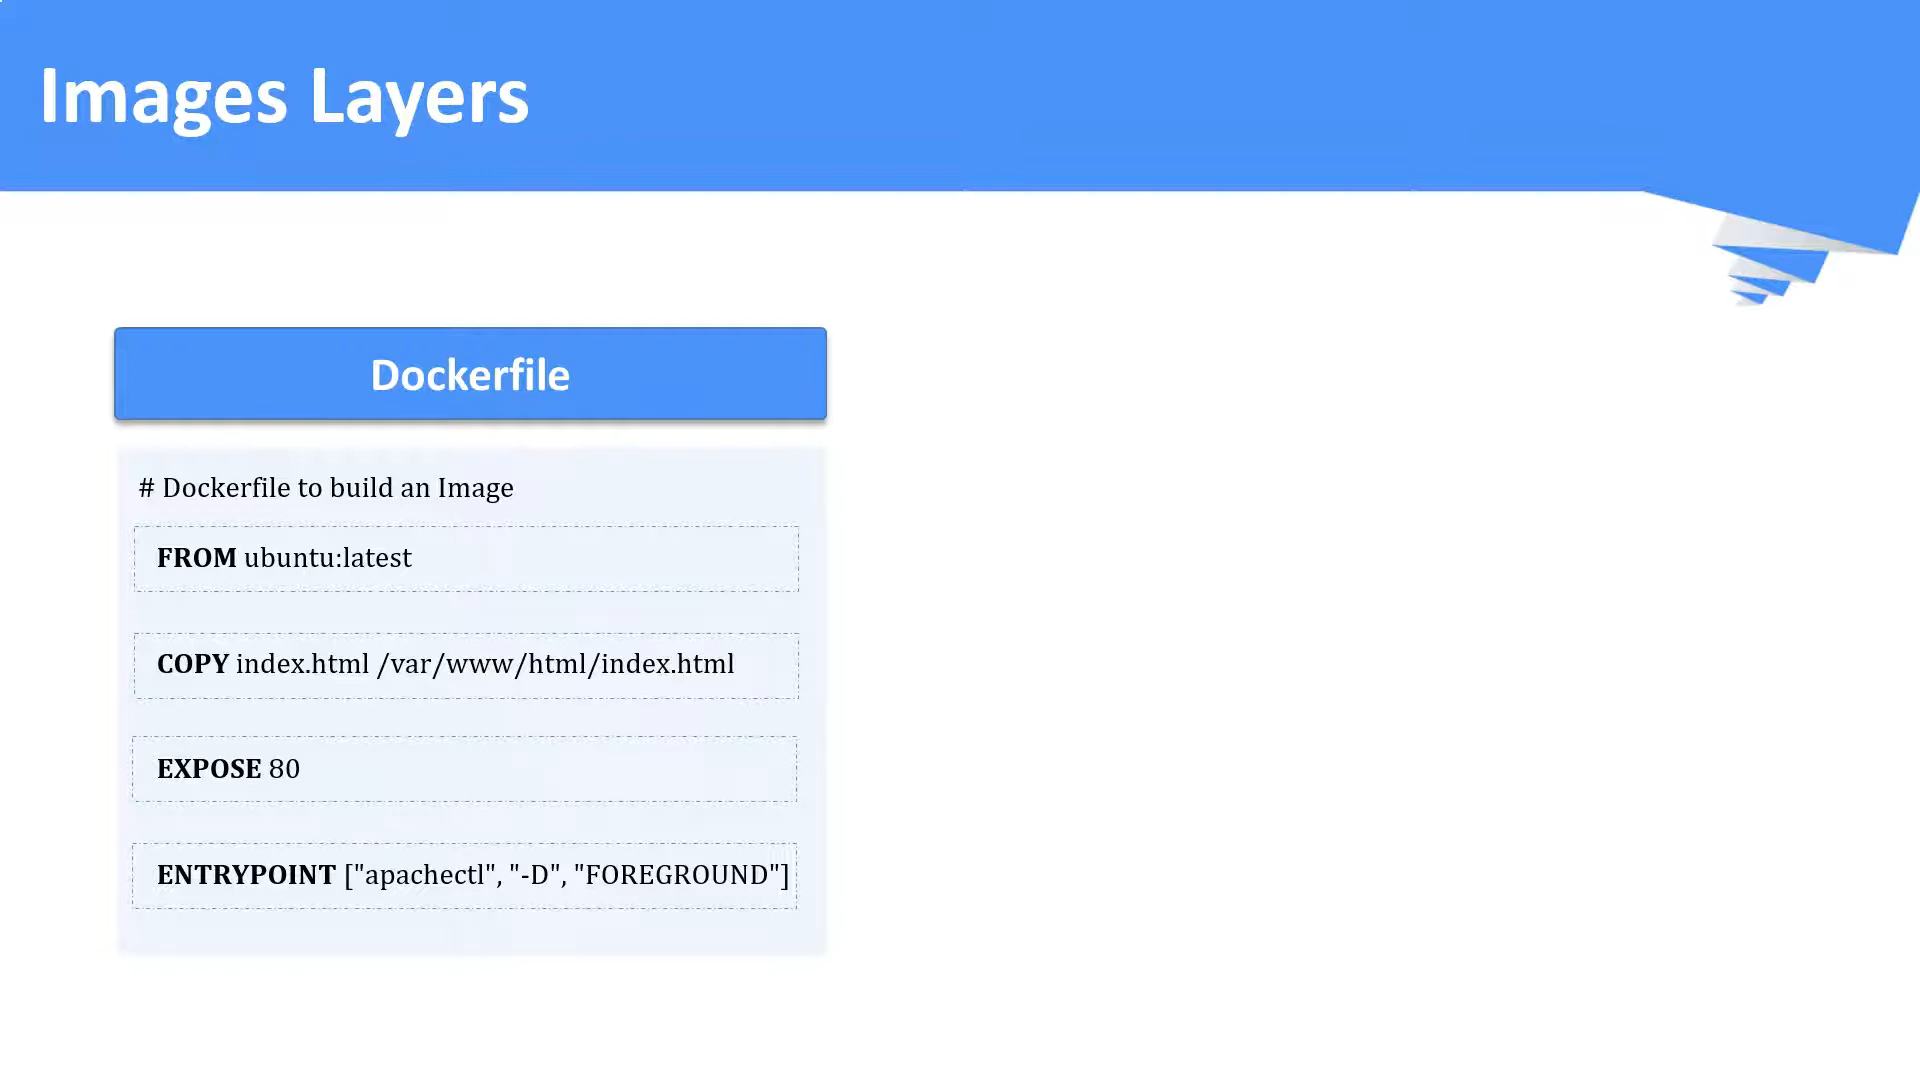 Images Layers
Dockerfile
# Dockerfile to build an Image
FROM ubuntu:latest
COPY index.html /var/www/html/index.html
EXPOSE 80
ENTRYPOINT ["apachectl", "-D", "FOREGROUND"]